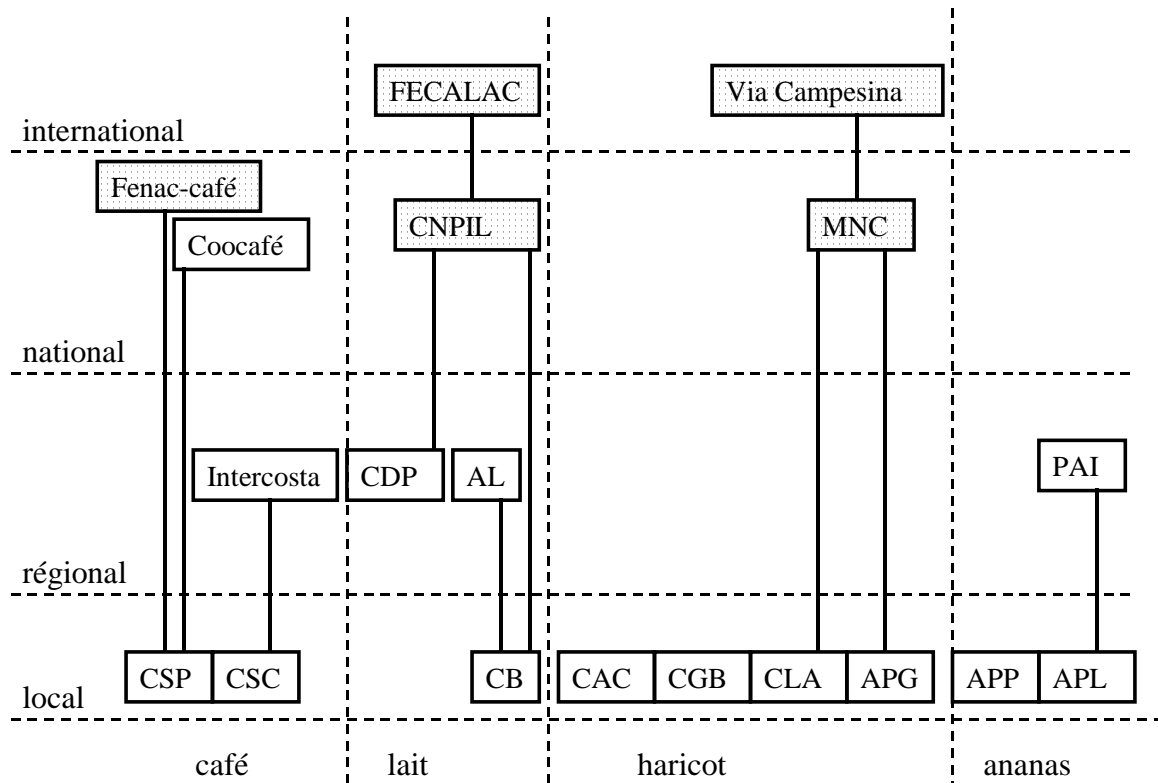 FECALAC
Via Campesina
international
Fenac-café
CNPIL
MNC
Coocafé
national
Intercosta
CDP
AL
PAI
régional
CSP
CSC
CB
CAC
CGB
CLA
APG
APP
APL
local
café
lait
haricot
ananas